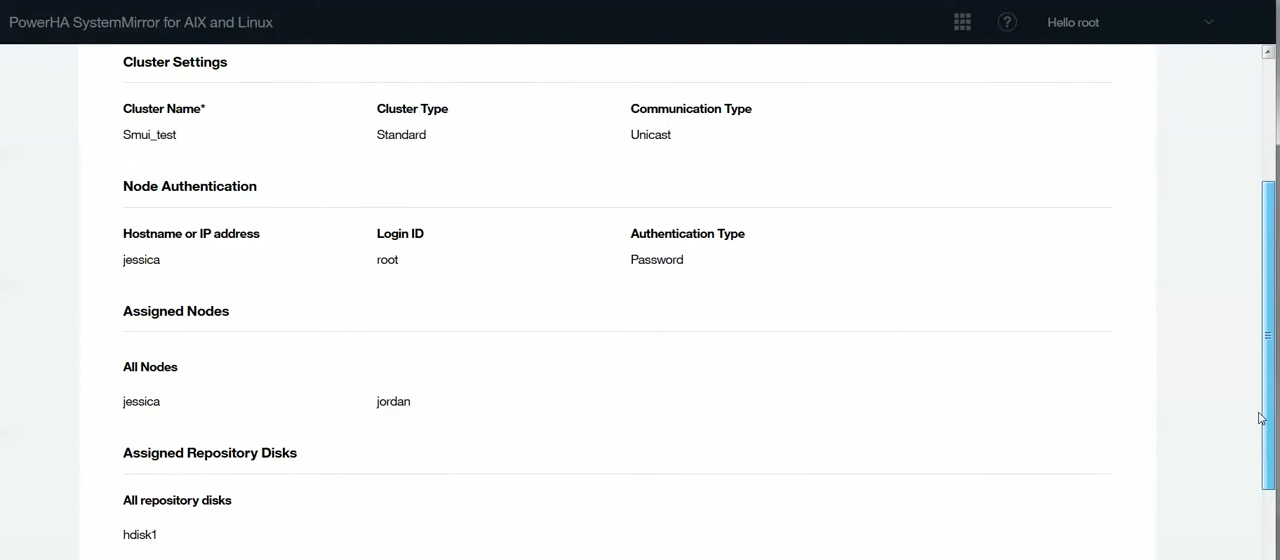 PowerHA SystemMirror for AIX and Linux
?
Hello root
Cluster Settings
Cluster Name* Cluster Type Communication Type
Smui_test Standard Unicast
Node Authentication
Hostname or IP address Login ID Authentication Type
jessica root Password
Assigned Nodes
All Nodes
jessica jordan
Assigned Repository Disks
All repository disks
hdisk1